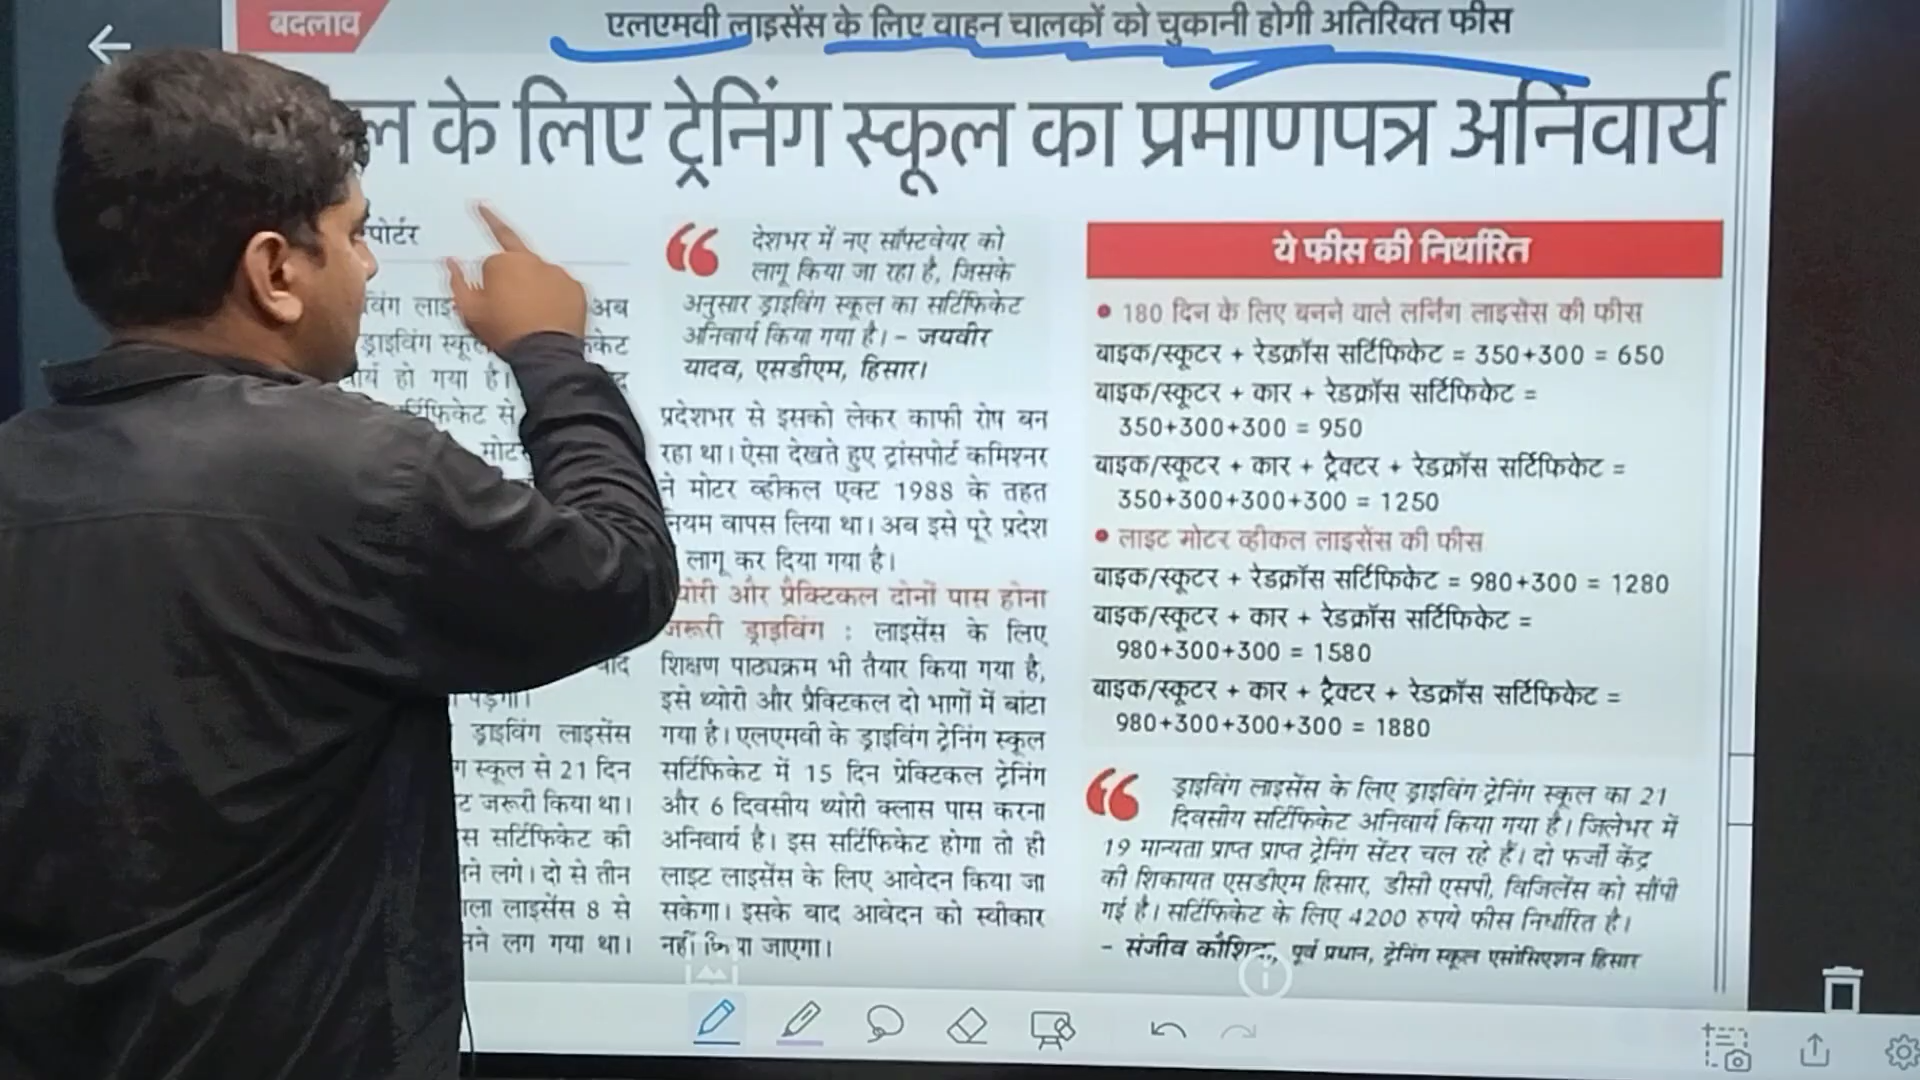 बदलाव
एलएमवी लाइसेंस के लिए वाहन चालकों को चुकानी होगी अतिरिक्त फीस
के लिए ट्रेनिंग स्कूल का प्रमाणपत्र अनिवार्य
अब
ड्राइविंग
हो गया है।
मोटर
ड्राइविंग लाइसेंस
स्कूल से 21 दिन
जरूरी किया था।
सर्टिफिकेट की
लगे। दो से तीन
लाइसेंस 8 से
लग गया था।
देशभर में नए सॉफ्टवेयर को
लागू किया जा रहा है, जिसके
अनुसार ड्राइविंग स्कूल का सर्टिफिकेट
अनिवार्य किया गया है। - जयवीर
यादव, एसडीएम, हिसार।
प्रदेशभर से इसको लेकर काफी रोष बन
रहा था। ऐसा देखते हुए ट्रांसपोर्ट कमिश्नर
ने मोटर व्हीकल एक्ट 1988 के तहत
नियम वापस लिया था। अब इसे पूरे प्रदेश
लागू कर दिया गया है।
थ्योरी और प्रैक्टिकल दोनों पास होना
जरूरी ड्राइविंग : लाइसेंस के लिए
शिक्षण पाठ्यक्रम भी तैयार किया गया है,
इसे थ्योरी और प्रैक्टिकल दो भागों में बांटा
गया है। एलएमवी के ड्राइविंग ट्रेनिंग स्कूल
सर्टिफिकेट में 15 दिन प्रेक्टिकल ट्रेनिंग
और 6 दिवसीय थ्योरी क्लास पास करना
अनिवार्य है। इस सर्टिफिकेट होगा तो ही
लाइट लाइसेंस के लिए आवेदन किया जा
सकेगा। इसके बाद आवेदन को स्वीकार
नहीं किया जाएगा।
ये फीस की निर्धारित
• 180 दिन के लिए बनने वाले लर्निंग लाइसेंस की फीस
बाइक/स्कूटर + रेडक्रॉस सर्टिफिकेट = 350+300 = 650
बाइक/स्कूटर + कार + रेडक्रॉस सर्टिफिकेट =
350+300+300 = 950
बाइक/स्कूटर + कार + ट्रैक्टर + रेडक्रॉस सर्टिफिकेट =
350+300+300+300 = 1250
• लाइट मोटर व्हीकल लाइसेंस की फीस
बाइक/स्कूटर + रेडक्रॉस सर्टिफिकेट = 980+300 = 1280
बाइक/स्कूटर + कार + रेडक्रॉस सर्टिफिकेट =
980+300+300 = 1580
बाइक/स्कूटर + कार + ट्रैक्टर + रेडक्रॉस सर्टिफिकेट =
980+300+300+300 = 1880
ड्राइविंग लाइसेंस के लिए ड्राइविंग ट्रेनिंग स्कूल का 21
दिवसीय सर्टिफिकेट अनिवार्य किया गया है। जिलेभर में
19 मान्यता प्राप्त प्राप्त ट्रेनिंग सेंटर चल रहे हैं। दो फर्जी केंद्र
की शिकायत एसडीएम हिसार, डीसी एसपी, विजिलेंस को सौंपी
गई है। सर्टिफिकेट के लिए 4200 रुपये फीस निर्धारित है।
- संजीव कौशिक, पूर्व प्रधान, ट्रेनिंग स्कूल एसोसिएशन हिसार